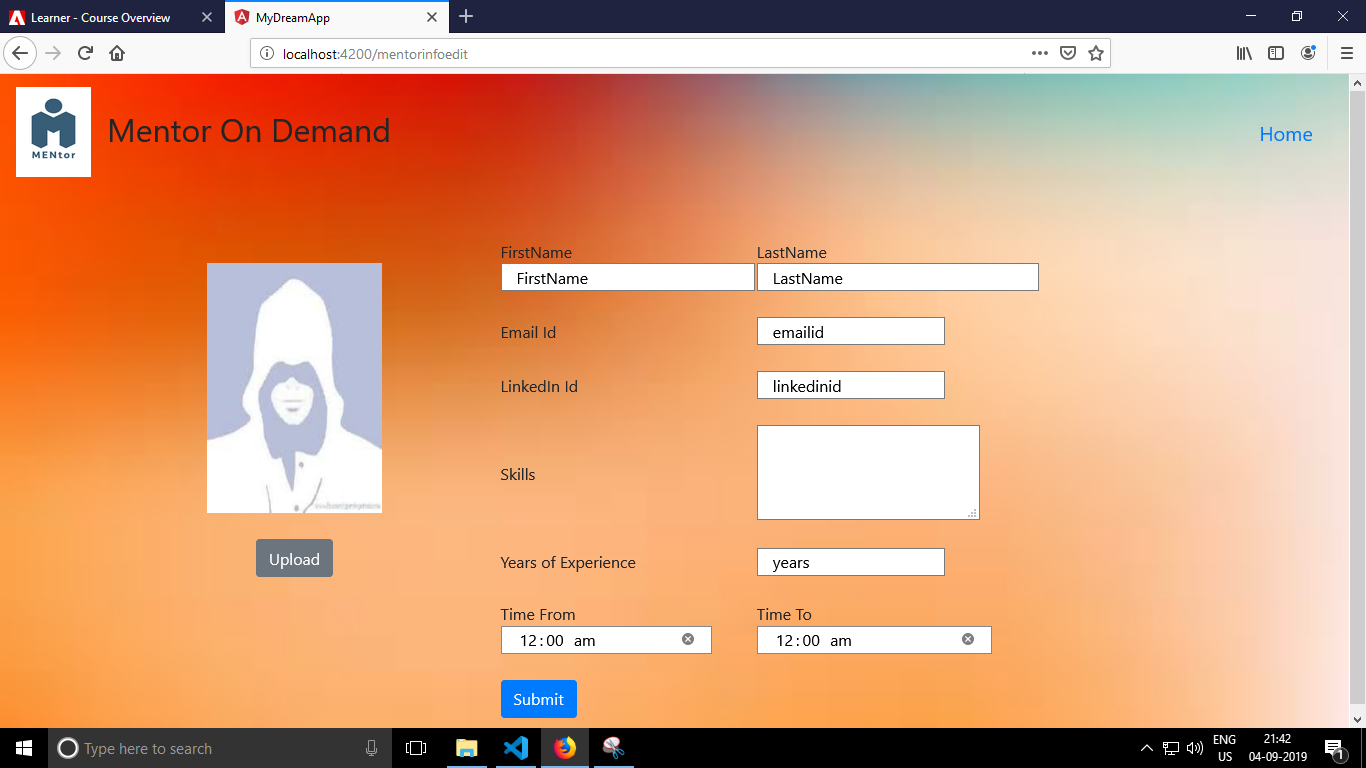 Learner - Course Overview
MyDreamApp
localhost:4200/mentorinfoedit
MENtor
Mentor On Demand
Home
FirstName
LastName
FirstName
LastName
Email Id
emailid
LinkedIn Id
linkedinid
Skills
Upload
Years of Experience
years
Time From
Time To
12:00 am
12:00 am
Submit
Type here to search
ENG
US
21:42
04-09-2019
1